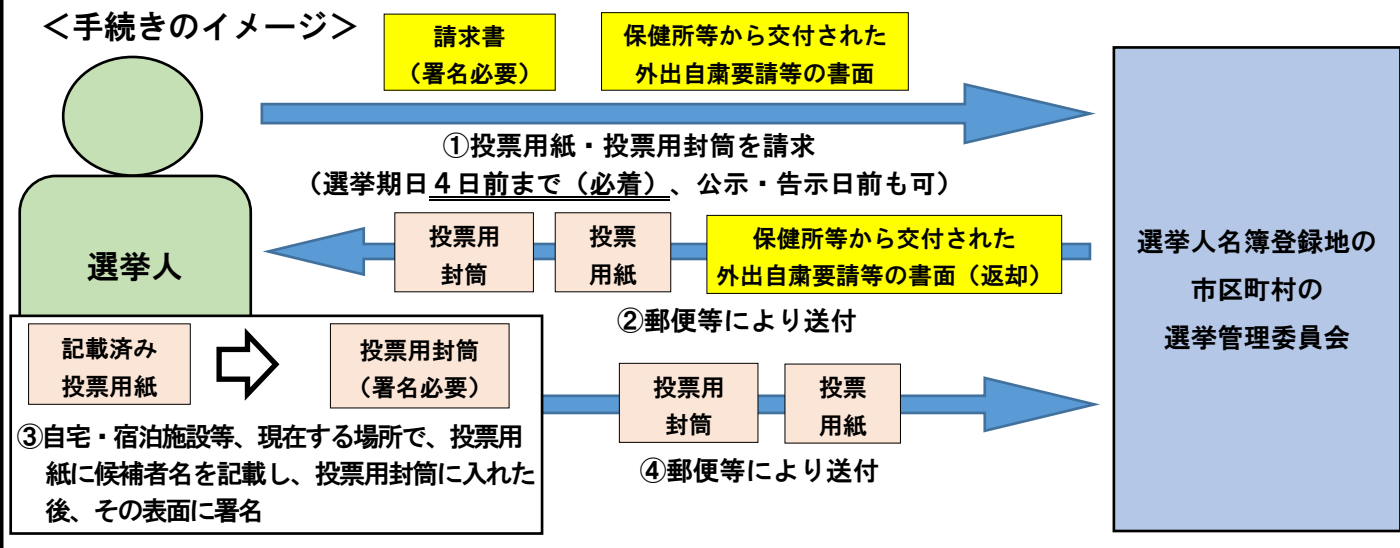 ＜手続きのイメージ＞
請求書
（署名必要）
保健所等から交付された
外出自粛要請等の書面
①投票用紙・投票用封筒を請求
（選挙期日４日前まで（必着）、公示・告示日前も可）
選挙人
投票用
封筒
投票
用紙
保健所等から交付された
外出自粛要請等の書面（返却）
②郵便等により送付
選挙人名簿登録地の
市区町村の
選挙管理委員会
記載済み
投票用紙
投票用封筒
（署名必要）
③自宅・宿泊施設等、現在する場所で、投票用
紙に候補者名を記載し、投票用封筒に入れた
後、その表面に署名
投票用
封筒
投票
用紙
④郵便等により送付